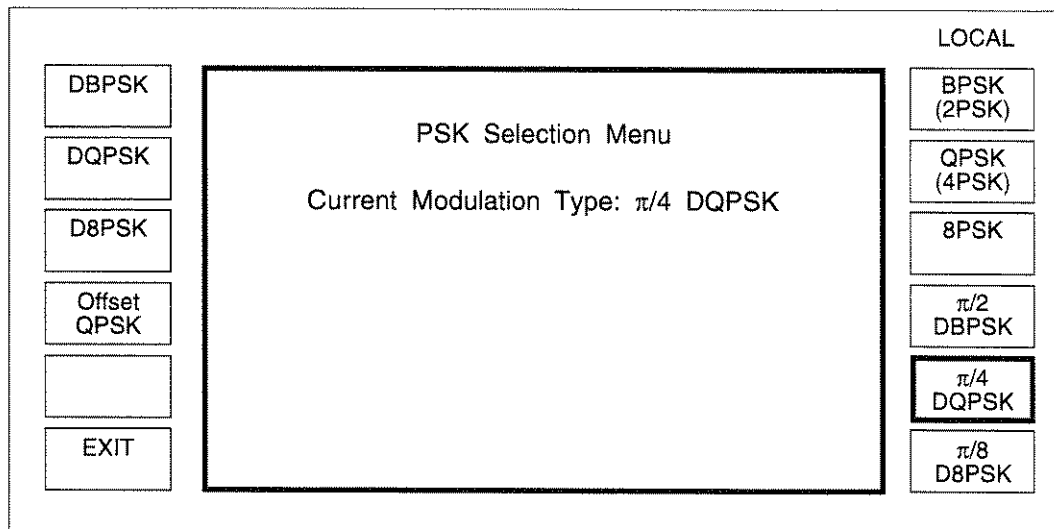 LOCAL
DBPSK
DQPSK
D8PSK
Offset
QPSK
EXIT
PSK Selection Menu
Current Modulation Type: π/4 DQPSK
BPSK
(2PSK)
QPSK
(4PSK)
8PSK
π/2
DBPSK
π/4
DQPSK
π/8
D8PSK